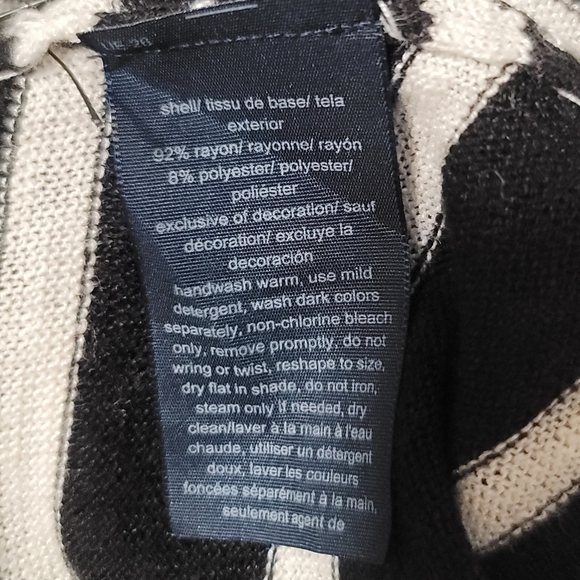 shell/ tissu de base/ tela
exterior
92% rayon/ rayonne/ rayón
8% polyester/ polyester/
poliéster
exclusive of decoration/ sauf
décoration/ excluye la
decoración
handwash warm, use mild
detergent, wash dark colors
separately, non-chlorine bleach
only, remove promptly, do not
wring or twist, reshape to size,
dry flat in shade, do not iron,
steam only if needed, dry
clean/laver à la main à l'eau
chaude, utiliser un détergent
doux, laver les couleurs
foncées séparément à la main,
seulement agent de